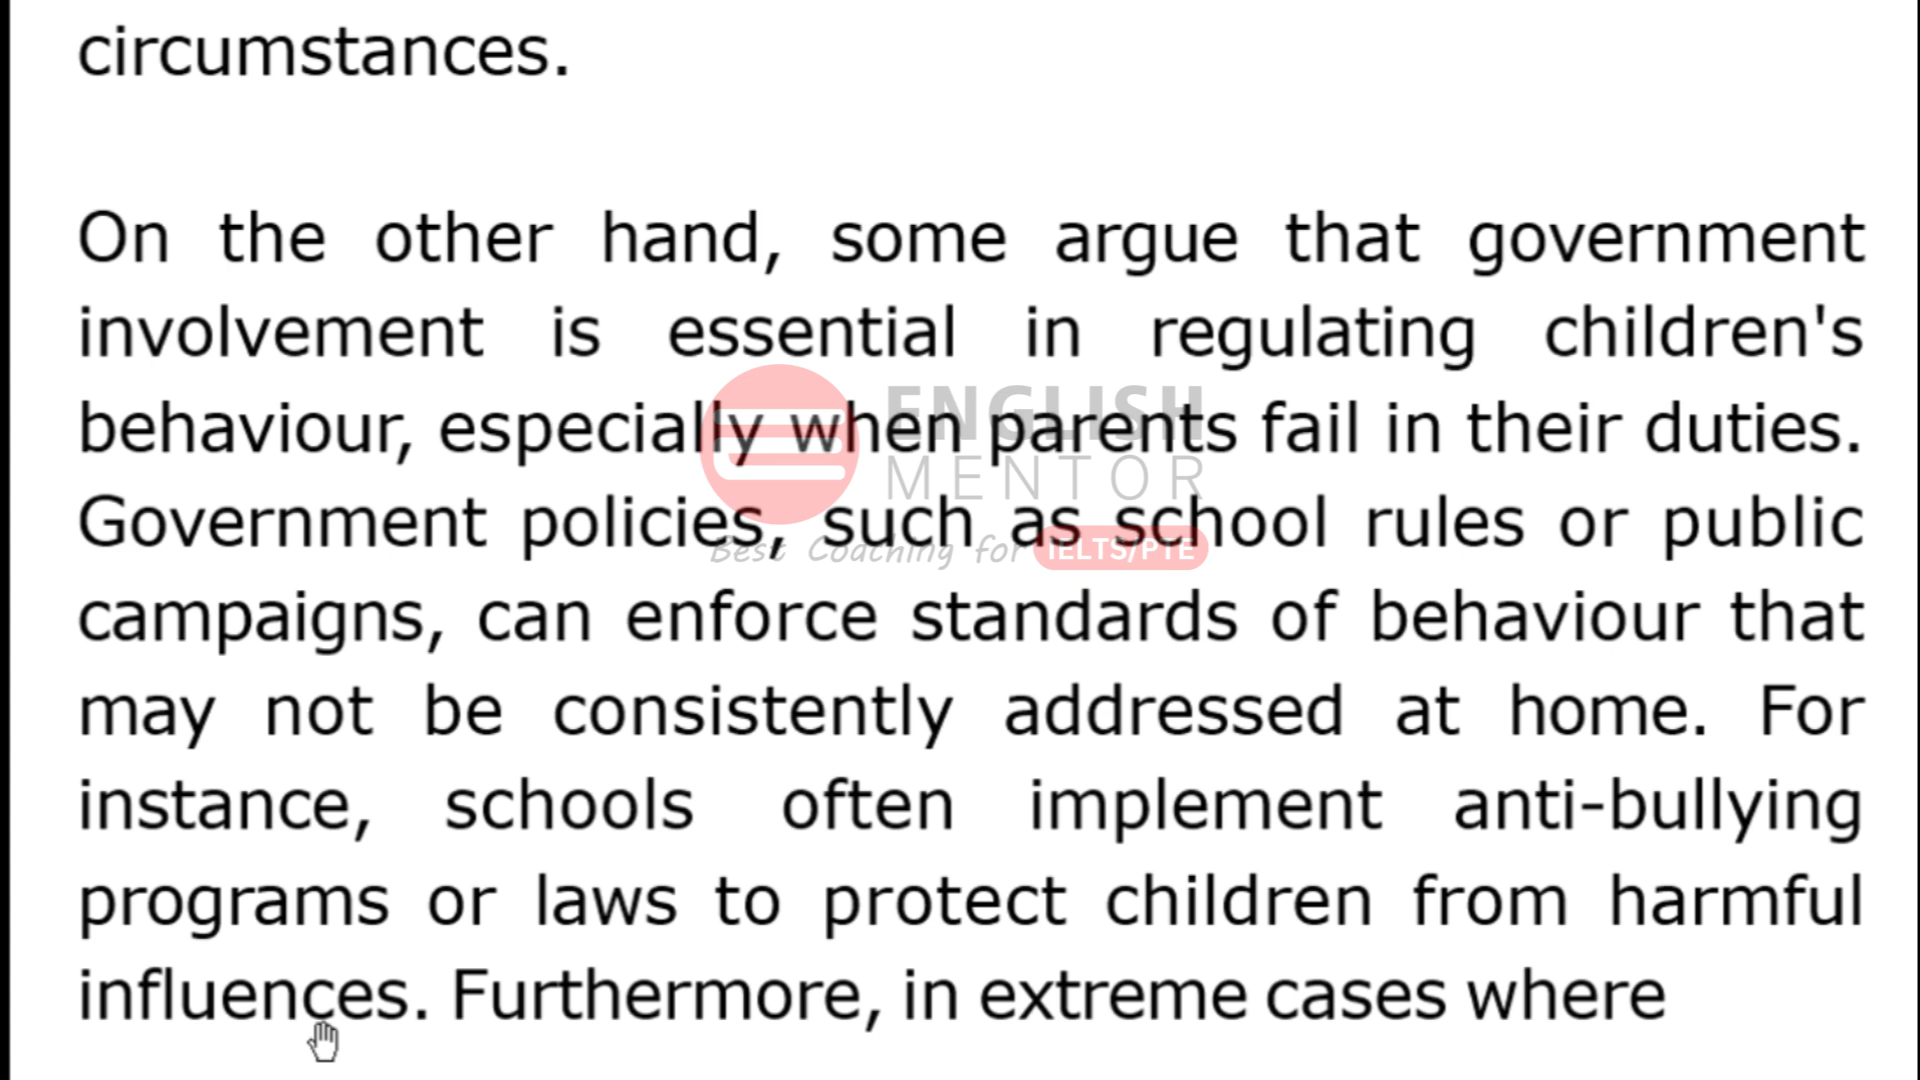 circumstances.
On the other hand, some argue that government
involvement is essential in regulating children's
behaviour, especially when parents fail in their duties.
ENGLISH
MENTOR
Government policies, such as school rules or public
Best Coaching for IELTS/PTE
campaigns, can enforce standards of behaviour that
may not be consistently addressed at home. For
instance, schools often implement anti-bullying
programs or laws to protect children from harmful
influences. Furthermore, in extreme cases where